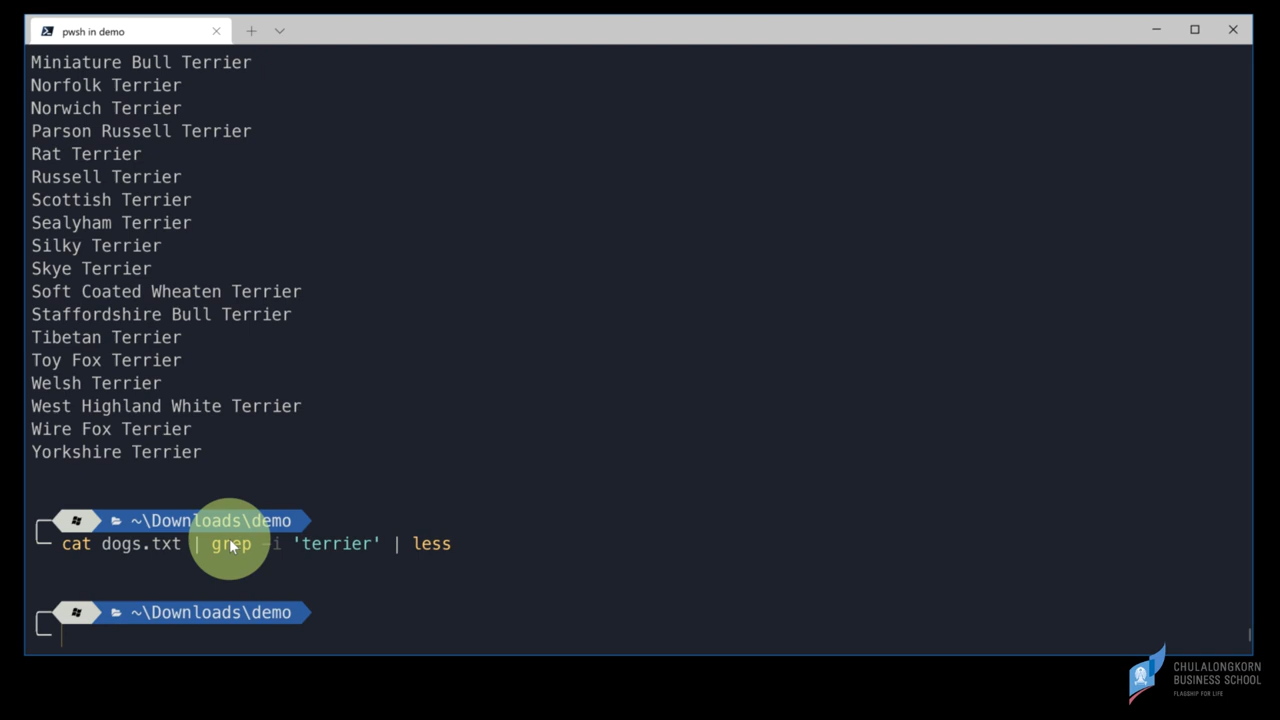 pwsh in demo
Miniature Bull Terrier
Norfolk Terrier
Norwich Terrier
Parson Russell Terrier
Rat Terrier
Russell Terrier
Scottish Terrier
Sealyham Terrier
Silky Terrier
Skye Terrier
Soft Coated Wheaten Terrier
Staffordshire Bull Terrier
Tibetan Terrier
Toy Fox Terrier
Welsh Terrier
West Highland White Terrier
Wire Fox Terrier
Yorkshire Terrier
~\Downloads\demo
cat dogs.txt | grep -i 'terrier' | less
~\Downloads\demo
CHULALONGKORN
BUSINESS SCHOOL
FLAGSHIP FOR LIFE